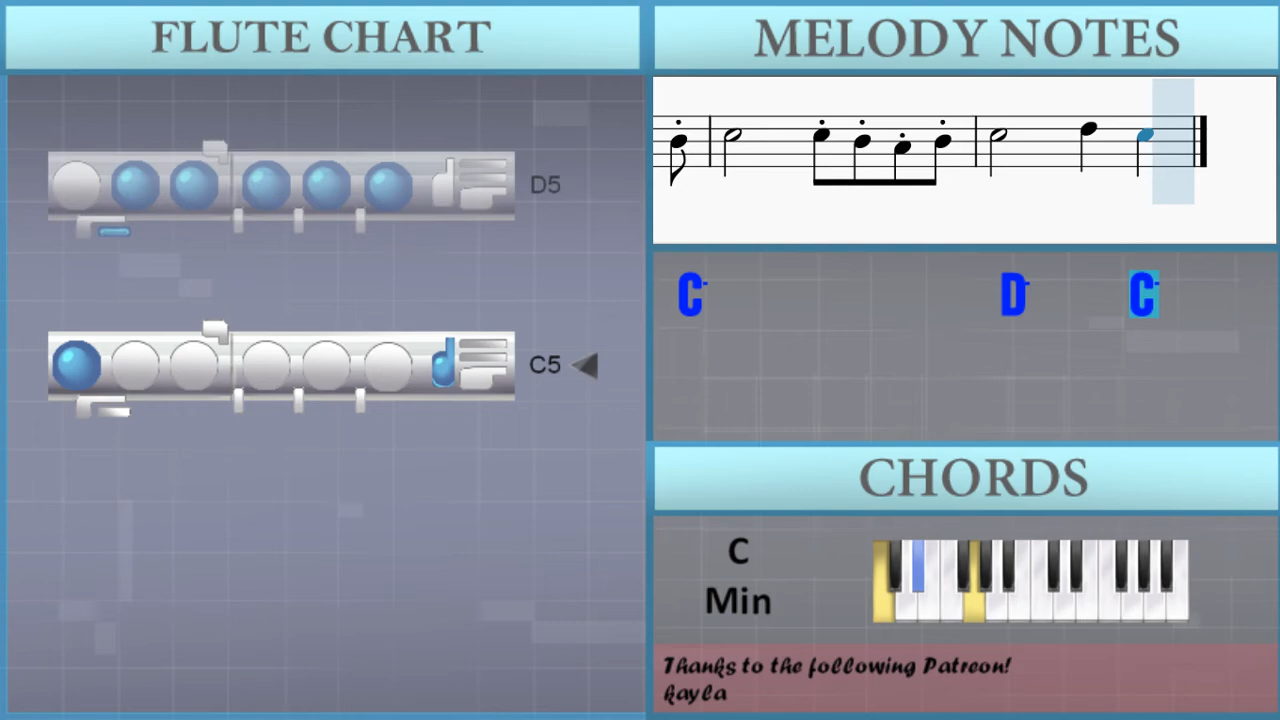 FLUTE CHART
D5
C5
MELODY NOTES
C- D- C-
CHORDS
C
Min
Thanks to the following Patreon!
kayla